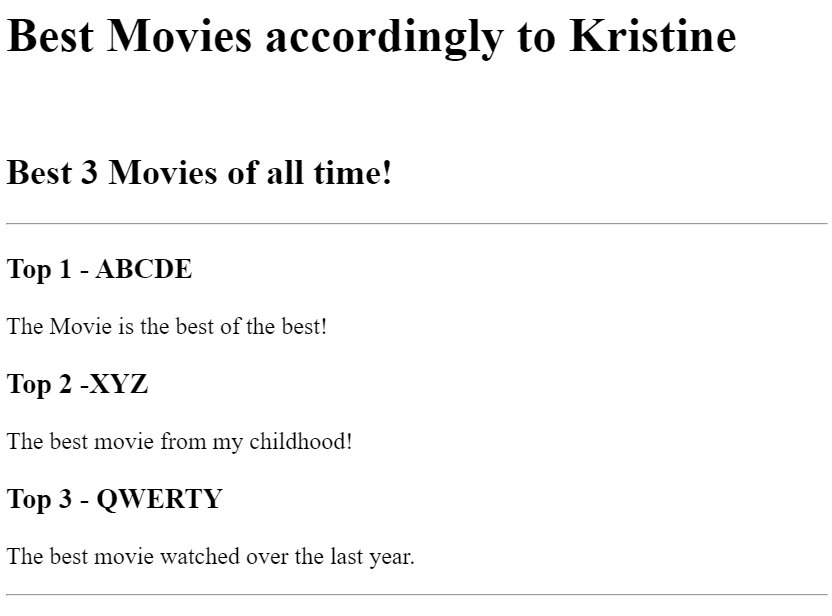 Best Movies accordingly to Kristine
Best 3 Movies of all time!
Top 1 - ABCDE
The Movie is the best of the best!
Top 2 -XYZ
The best movie from my childhood!
Top 3 - QWERTY
The best movie watched over the last year.